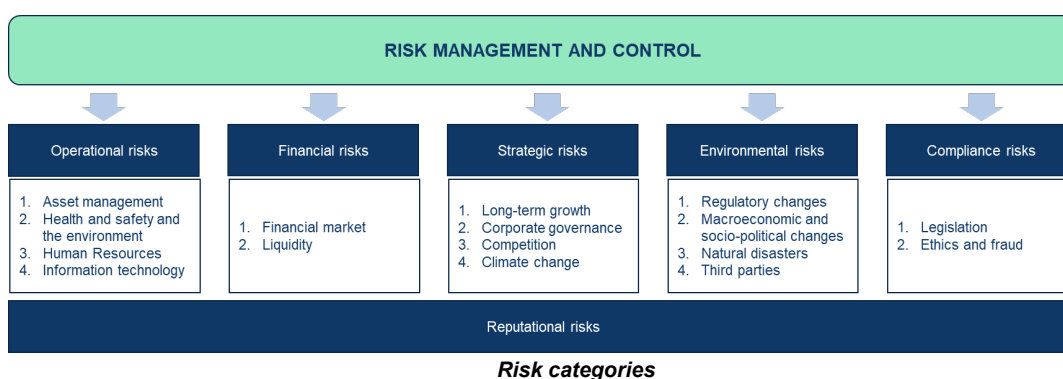 RISK MANAGEMENT AND CONTROL
Operational risks
1. Asset management
2. Health and safety and
the environment
3. Human Resources
4. Information technology
Financial risks
1. Financial market
2. Liquidity
Strategic risks
1. Long-term growth
2. Corporate governance
3. Competition
4. Climate change
Environmental risks
1. Regulatory changes
2. Macroeconomic and
socio-political changes
3. Natural disasters
4. Third parties
Compliance risks
1. Legislation
2. Ethics and fraud
Reputational risks
Risk categories